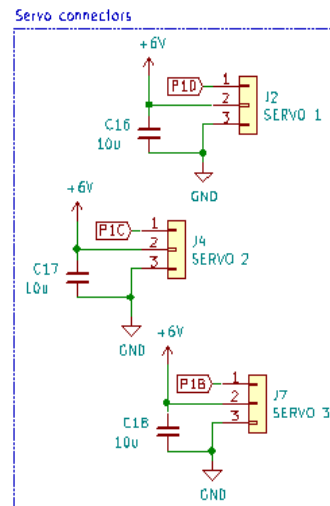 Servo connectors
+6V
P1D
1
2
3
J2
SERVO 1
C16
10u
GND
+6V
P1C
1
2
3
J4
SERVO 2
C17
10u
GND
+6V
P1B
1
2
3
J7
SERVO 3
C18
10u
GND